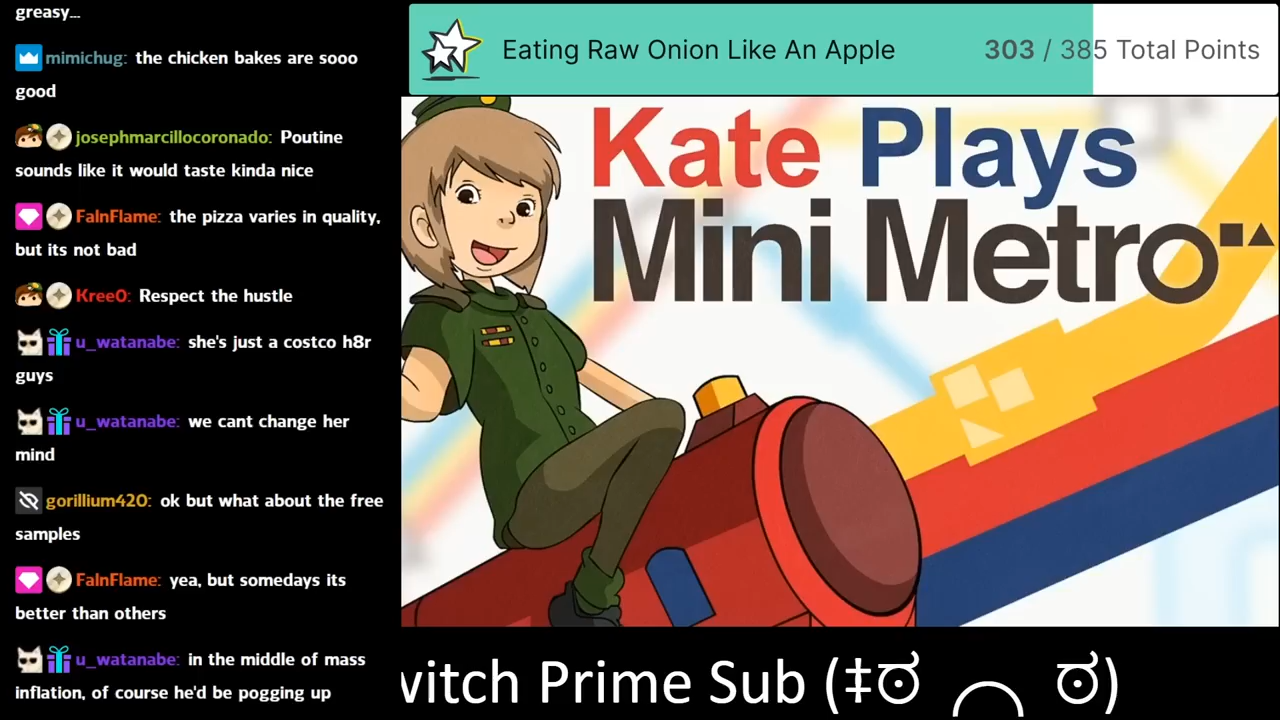 greasy...
mimichug: the chicken bakes are sooo
good
josephmarcillocoronado: Poutine
sounds like it would taste kinda nice
FalnFlame: the pizza varies in quality,
but its not bad
KreeO: Respect the hustle
u_watanabe: she's just a costco h8r
guys
u_watanabe: we cant change her
mind
gorillium420: ok but what about the free
samples
FalnFlame: yea, but somedays its
better than others
u_watanabe: in the middle of mass
inflation, of course he'd be pogging up
Eating Raw Onion Like An Apple 303 / 385 Total Points
Kate Plays
Mini Metro
witch Prime Sub (‡ಠ ︵ ಠ)